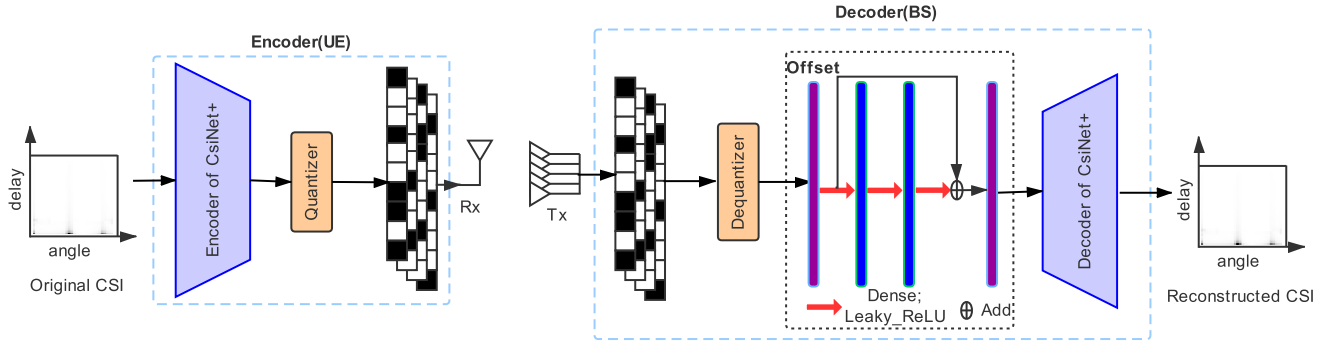 Decoder(BS)
Encoder(UE)
Offset
delay
angle
Original CSI
Encoder of CsiNet+
Quantizer
Rx
Tx
Dequantizer
Dense;
Leaky_ReLU
Add
Decoder of CsiNet+
delay
angle
Reconstructed CSI